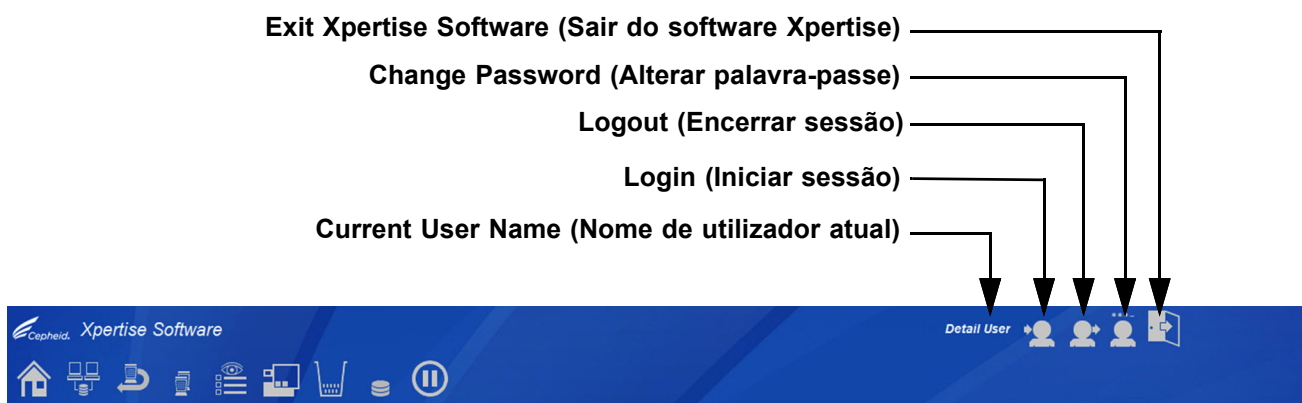 Exit Xpertise Software (Sair do software Xpertise)
Change Password (Alterar palavra-passe)
Logout (Encerrar sessão)
Login (Iniciar sessão)
Current User Name (Nome de utilizador atual)
Cepheid. Xpertise Software
Detail User